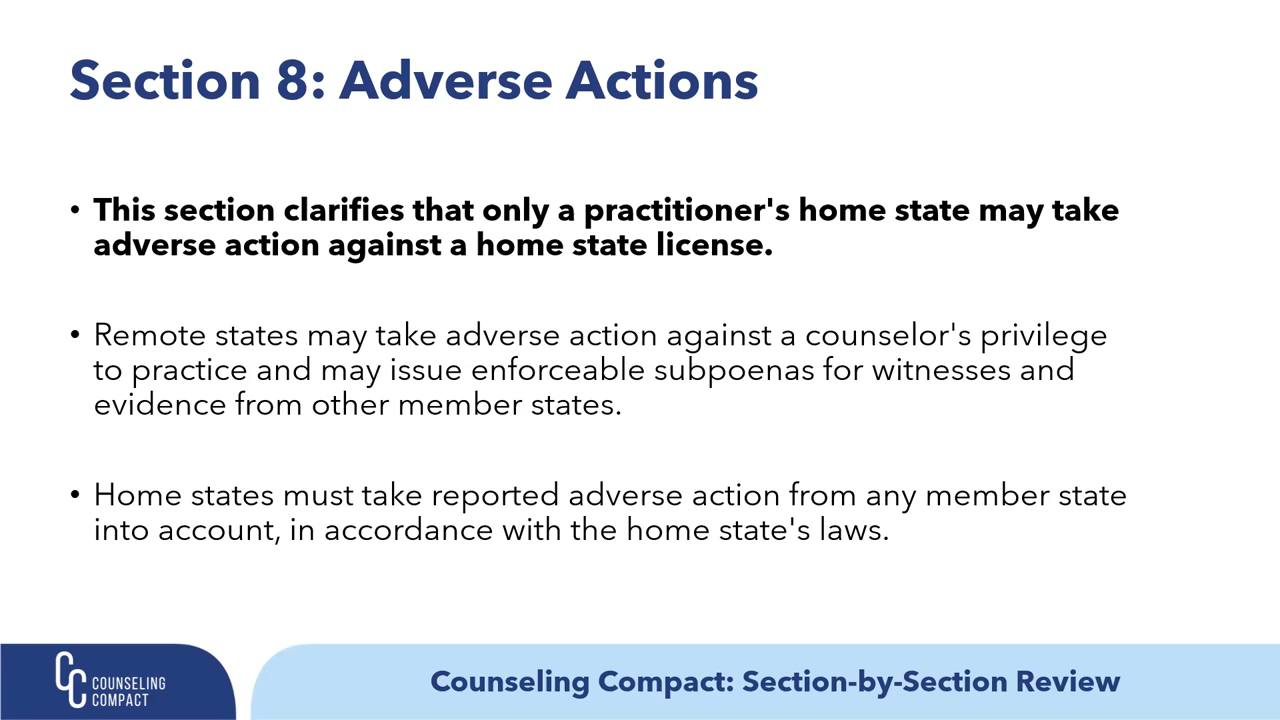 Section 8: Adverse Actions
• This section clarifies that only a practitioner's home state may take
adverse action against a home state license.
• Remote states may take adverse action against a counselor's privilege
to practice and may issue enforceable subpoenas for witnesses and
evidence from other member states.
• Home states must take reported adverse action from any member state
into account, in accordance with the home state's laws.
CC COUNSELING
COMPACT
Counseling Compact: Section-by-Section Review